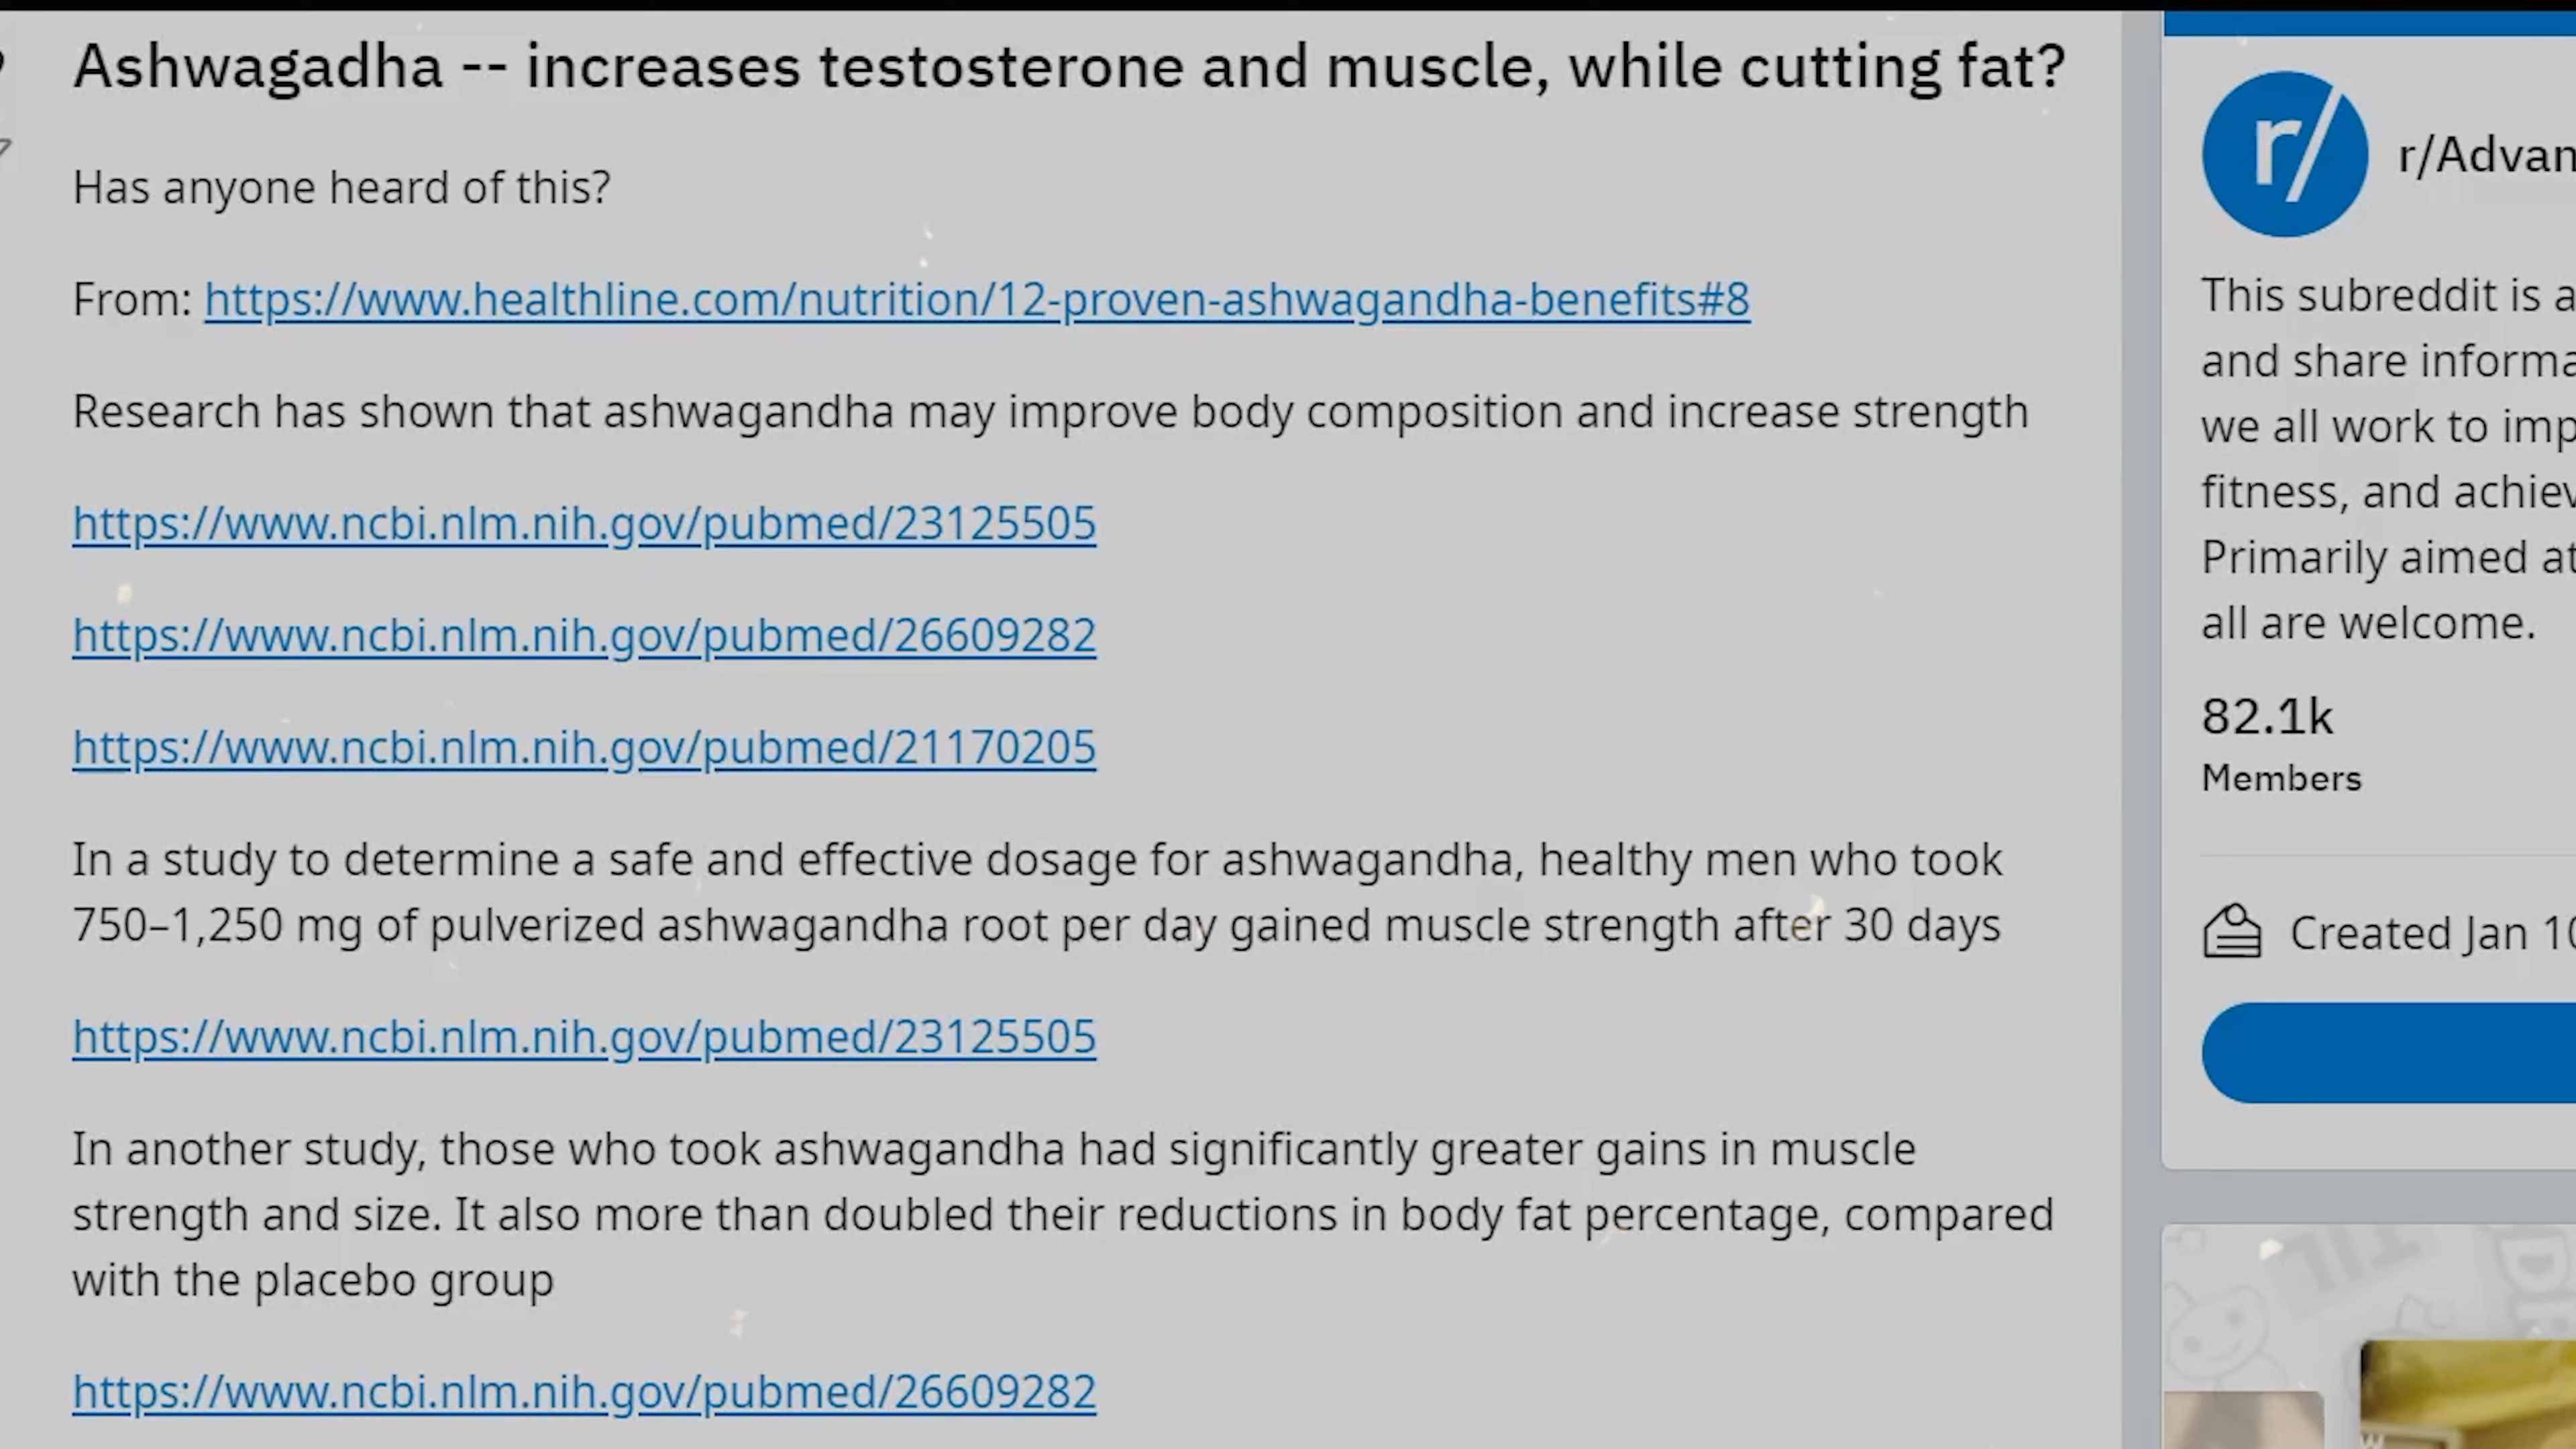 Ashwagadha -- increases testosterone and muscle, while cutting fat?
Has anyone heard of this?
From: https://www.healthline.com/nutrition/12-proven-ashwagandha-benefits#8
Research has shown that ashwagandha may improve body composition and increase strength
https://www.ncbi.nlm.nih.gov/pubmed/23125505
https://www.ncbi.nlm.nih.gov/pubmed/26609282
https://www.ncbi.nlm.nih.gov/pubmed/21170205
In a study to determine a safe and effective dosage for ashwagandha, healthy men who took
750–1,250 mg of pulverized ashwagandha root per day gained muscle strength after 30 days
https://www.ncbi.nlm.nih.gov/pubmed/23125505
In another study, those who took ashwagandha had significantly greater gains in muscle
strength and size. It also more than doubled their reductions in body fat percentage, compared
with the placebo group
https://www.ncbi.nlm.nih.gov/pubmed/26609282
r/
r/Advan
This subreddit is a
and share informa
we all work to imp
fitness, and achiev
Primarily aimed at
all are welcome.
82.1k
Members
Created Jan 10